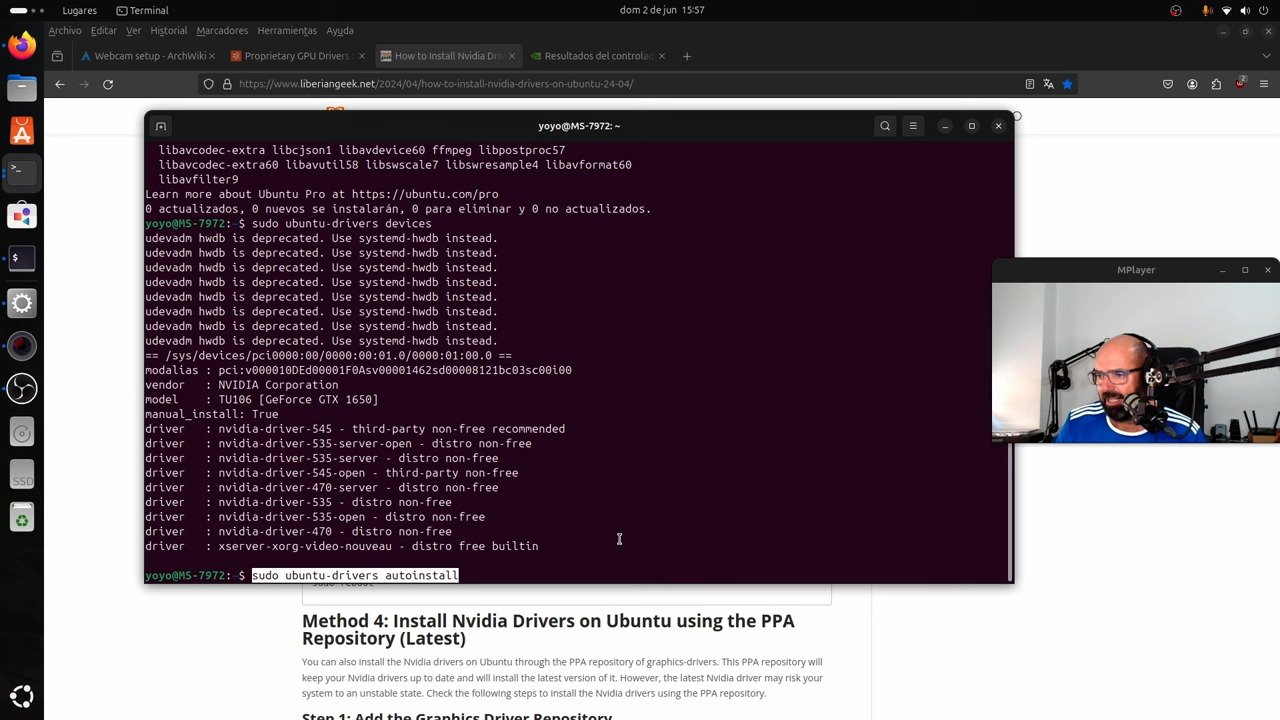 Lugares
Terminal
dom 2 de jun 15:57
Archivo Editar Ver Historial Marcadores Herramientas Ayuda
Webcam setup - ArchWiki
Proprietary GPU Drivers
How to Install Nvidia Driv
Resultados del controlad
https://www.liberiangeek.net/2024/04/how-to-install-nvidia-drivers-on-ubuntu-24-04/
2
yoyo@MS-7972: ~
libavcodec-extra libcjson1 libavdevice60 ffmpeg libpostproc57
libavcodec-extra60 libavutil58 libswscale7 libswresample4 libavformat60
libavfilter9
Learn more about Ubuntu Pro at https://ubuntu.com/pro
0 actualizados, 0 nuevos se instalarán, 0 para eliminar y 0 no actualizados.
yoyo@MS-7972:~$ sudo ubuntu-drivers devices
udevadm hwdb is deprecated. Use systemd-hwdb instead.
udevadm hwdb is deprecated. Use systemd-hwdb instead.
udevadm hwdb is deprecated. Use systemd-hwdb instead.
udevadm hwdb is deprecated. Use systemd-hwdb instead.
udevadm hwdb is deprecated. Use systemd-hwdb instead.
udevadm hwdb is deprecated. Use systemd-hwdb instead.
udevadm hwdb is deprecated. Use systemd-hwdb instead.
udevadm hwdb is deprecated. Use systemd-hwdb instead.
== /sys/devices/pci0000:00/0000:00:01.0/0000:01:00.0 ==
modalias : pci:v000010DEd00001F0Asv00001462sd00008121bc03sc00i00
vendor : NVIDIA Corporation
model : TU106 [GeForce GTX 1650]
manual_install: True
driver : nvidia-driver-545 - third-party non-free recommended
driver : nvidia-driver-535-server-open - distro non-free
driver : nvidia-driver-535-server - distro non-free
driver : nvidia-driver-545-open - third-party non-free
driver : nvidia-driver-470-server - distro non-free
driver : nvidia-driver-535 - distro non-free
driver : nvidia-driver-535-open - distro non-free
driver : nvidia-driver-470 - distro non-free
driver : xserver-xorg-video-nouveau - distro free builtin
yoyo@MS-7972:~$ sudo ubuntu-drivers autoinstall
MPlayer
SSD
sudo reboot
Method 4: Install Nvidia Drivers on Ubuntu using the PPA
Repository (Latest)
You can also install the Nvidia drivers on Ubuntu through the PPA repository of graphics-drivers. This PPA repository will
keep your Nvidia drivers up to date and will install the latest version of it. However, the latest Nvidia driver may risk your
system to an unstable state. Check the following steps to install the Nvidia drivers using the PPA repository.
Step 1: Add the Graphics Driver Repository